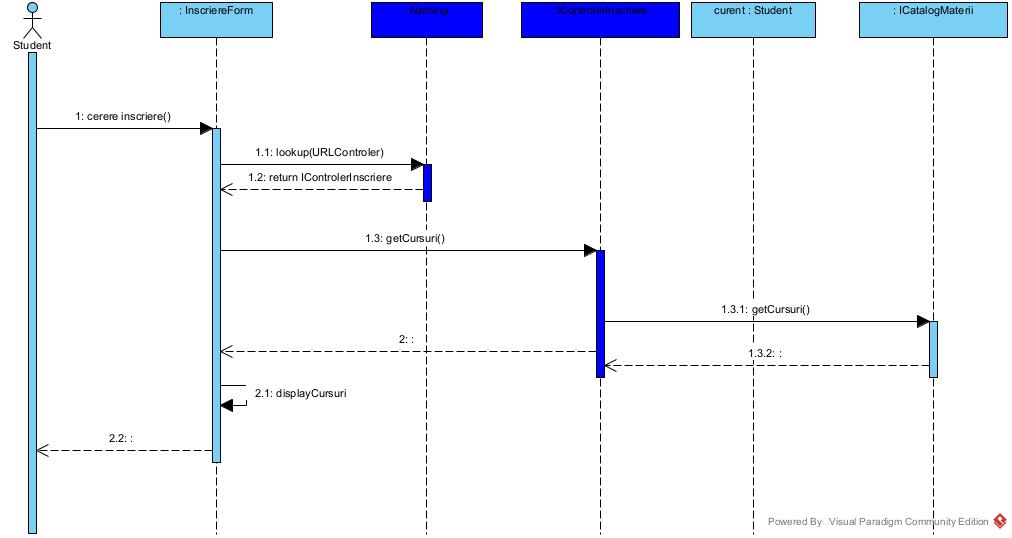 : InscriereForm
: Naming
: IControlerInscriere
curent : Student
: ICatalogMaterii
Student
1: cerere inscriere()
1.1: lookup(URLControler)
1.2: return IControlerInscriere
1.3: getCursuri()
1.3.1: getCursuri()
2: :
1.3.2: :
2.1: displayCursuri
2.2: :
Powered By Visual Paradigm Community Edition